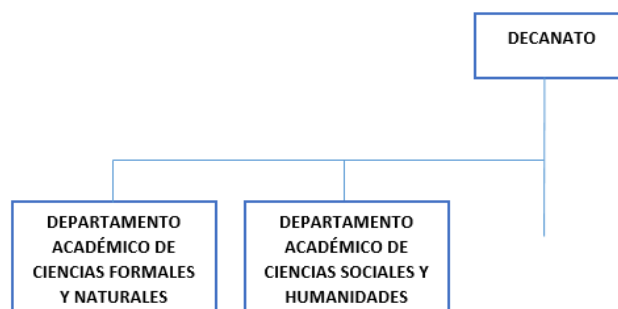 DECANATO
DEPARTAMENTO
ACADÉMICO DE
CIENCIAS FORMALES
Y NATURALES
DEPARTAMENTO
ACADÉMICO DE
CIENCIAS SOCIALES Y
HUMANIDADES